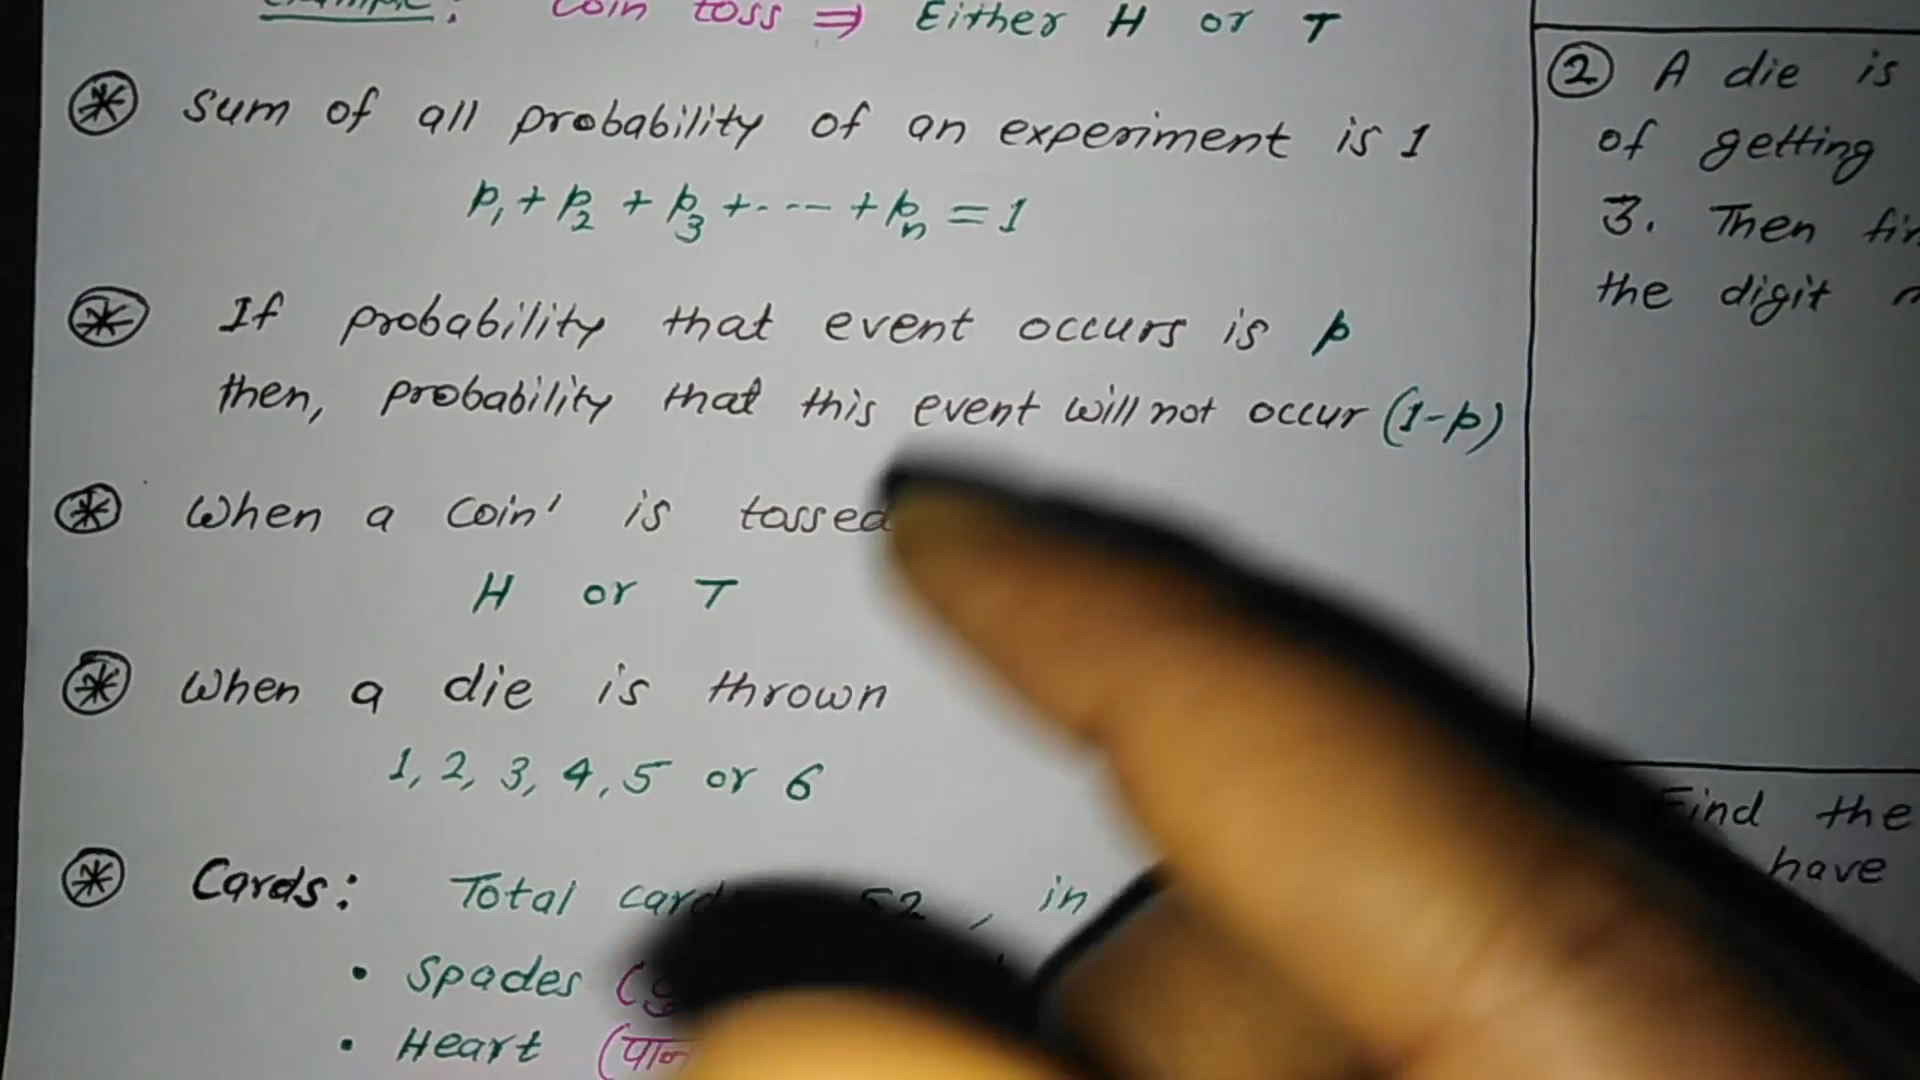 : Coin toss ⇒ Either H or T
Sum of all probability of an experiment is 1
p₁ + p₂ + p₃ + ---- + pₙ = 1
If probability that event occurs is p
then, probability that this event will not occur (1-p)
When a coin' is tossed
H or T
When a die is thrown
1, 2, 3, 4, 5 or 6
Cards: Total 52, in
• Spades
• Heart
② A die is
of getting
3. Then
the digit
Find the
have